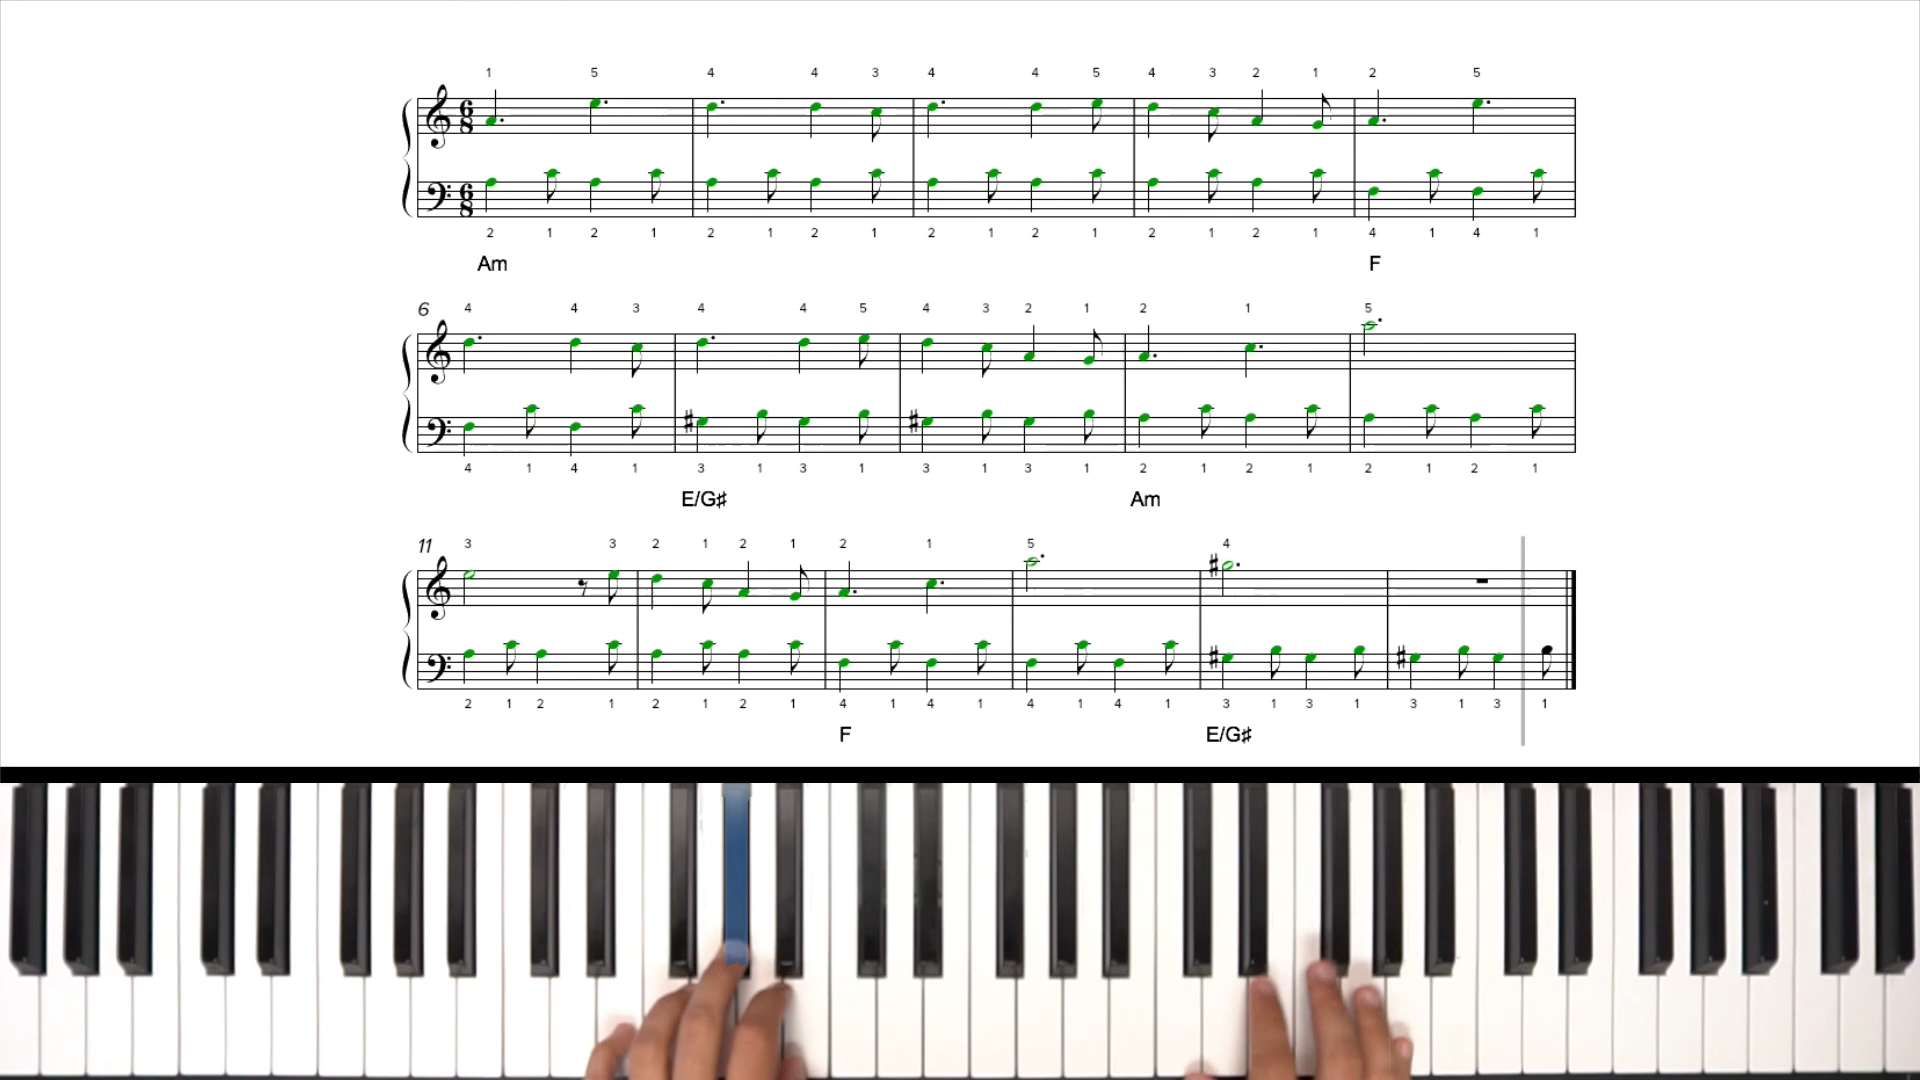 1 5 4 4 3 4 4 5 4 3 2 1 2 5
6
8
6
8
2 1 2 1 2 1 2 1 2 1 2 1 2 1 2 1 4 1 4 1
Am F
6 4 4 3 4 4 5 4 3 2 1 2 1 5
4 1 4 1 3 1 3 1 3 1 3 1 2 1 2 1 2 1 2 1
E/G♯ Am
11 3 3 2 1 2 1 2 1 5 4
2 1 2 1 2 1 2 1 4 1 4 1 4 1 4 1 3 1 3 1 3 1 3 1
F E/G♯